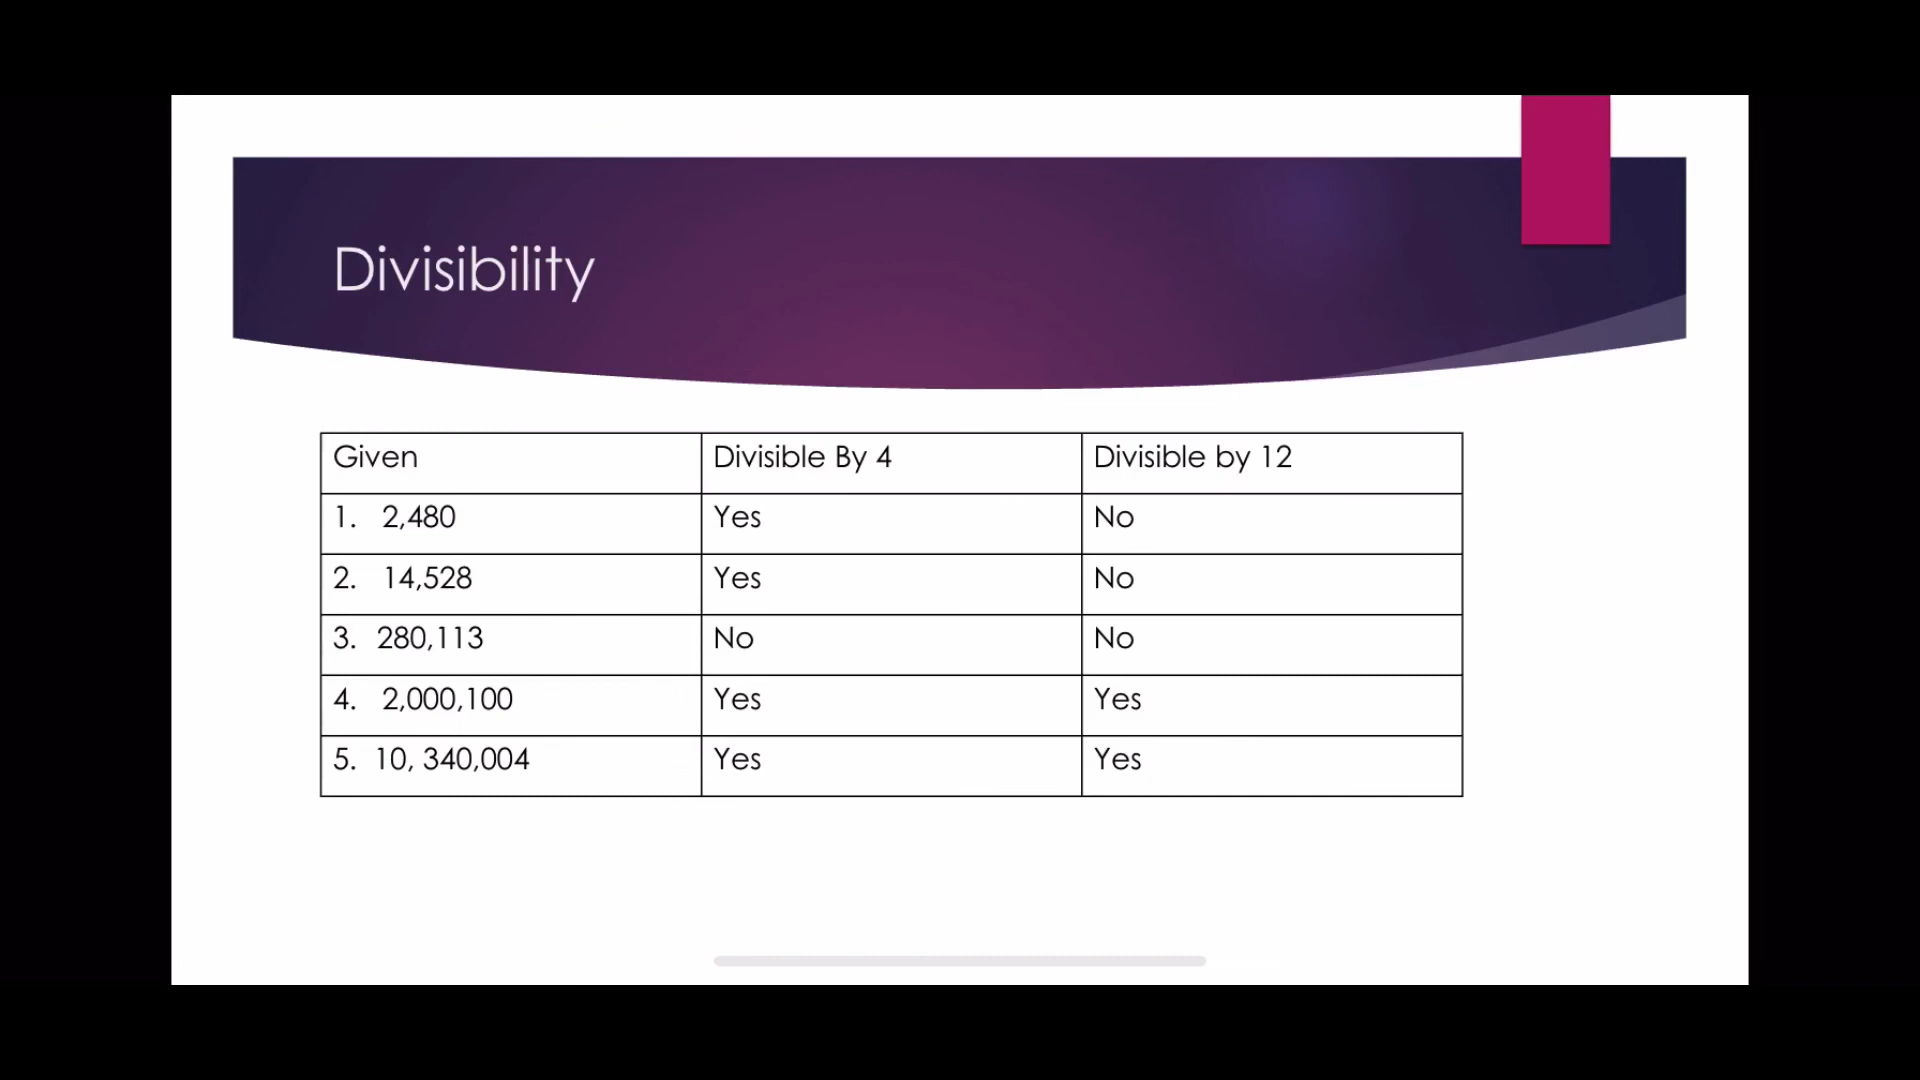 Divisibility
Given Divisible By 4 Divisible by 12
1. 2,480 Yes No
2. 14,528 Yes No
3. 280,113 No No
4. 2,000,100 Yes Yes
5. 10, 340,004 Yes Yes